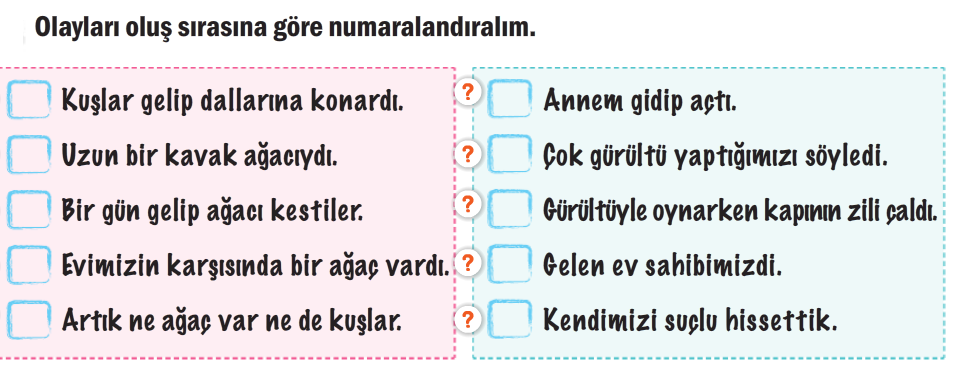 Olayları oluş sırasına göre numaralandıralım.
Kuşlar gelip dallarına konardı.
Uzun bir kavak ağacıydı.
Bir gün gelip ağacı kestiler.
Evimizin karşısında bir ağaç vardı.
Artık ne ağaç var ne de kuşlar.
?
?
?
?
?
Annem gidip açtı.
Çok gürültü yaptığımızı söyledi.
Gürültüyle oynarken kapının zili çaldı.
Gelen ev sahibimizdi.
Kendimizi suçlu hissettik.